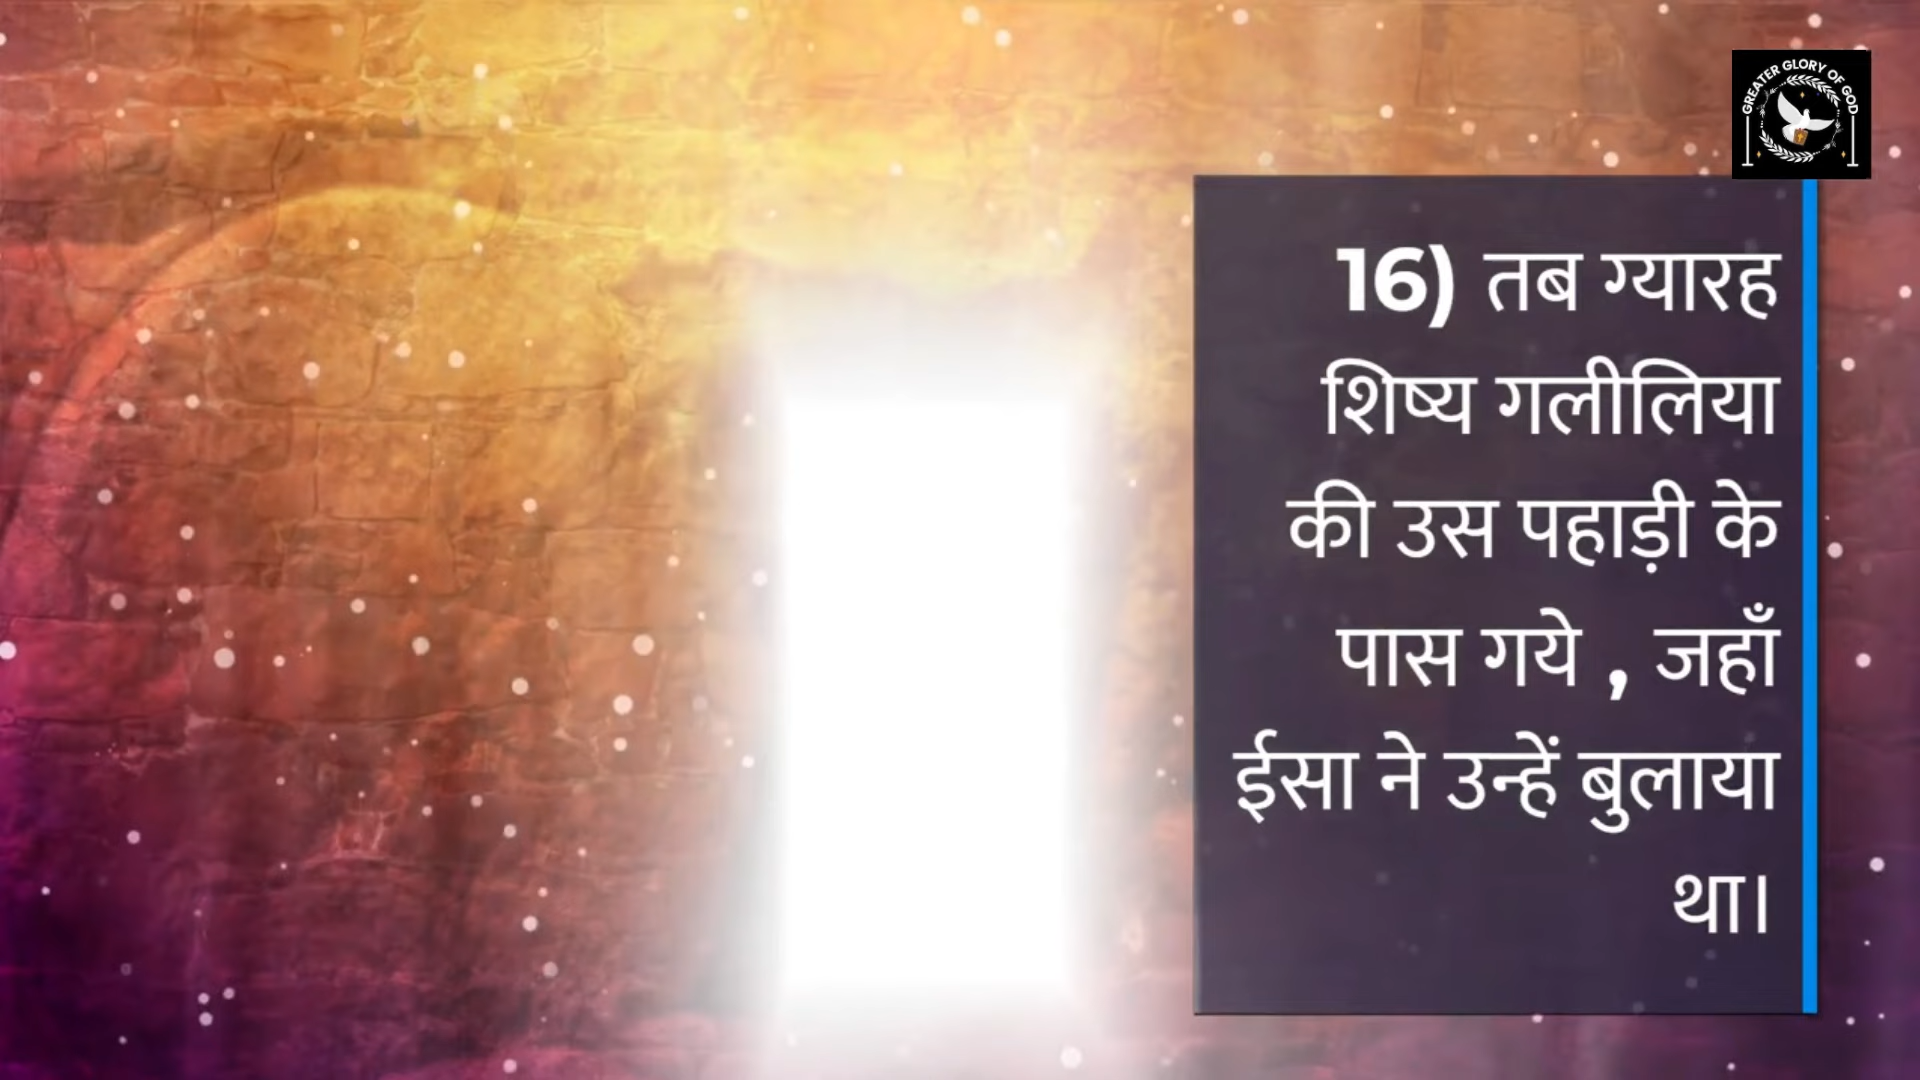 GREATER GLORY OF GOD
16) तब ग्यारह
शिष्य गलीलिया
की उस पहाड़ी के
पास गये , जहाँ
ईसा ने उन्हें बुलाया
था।